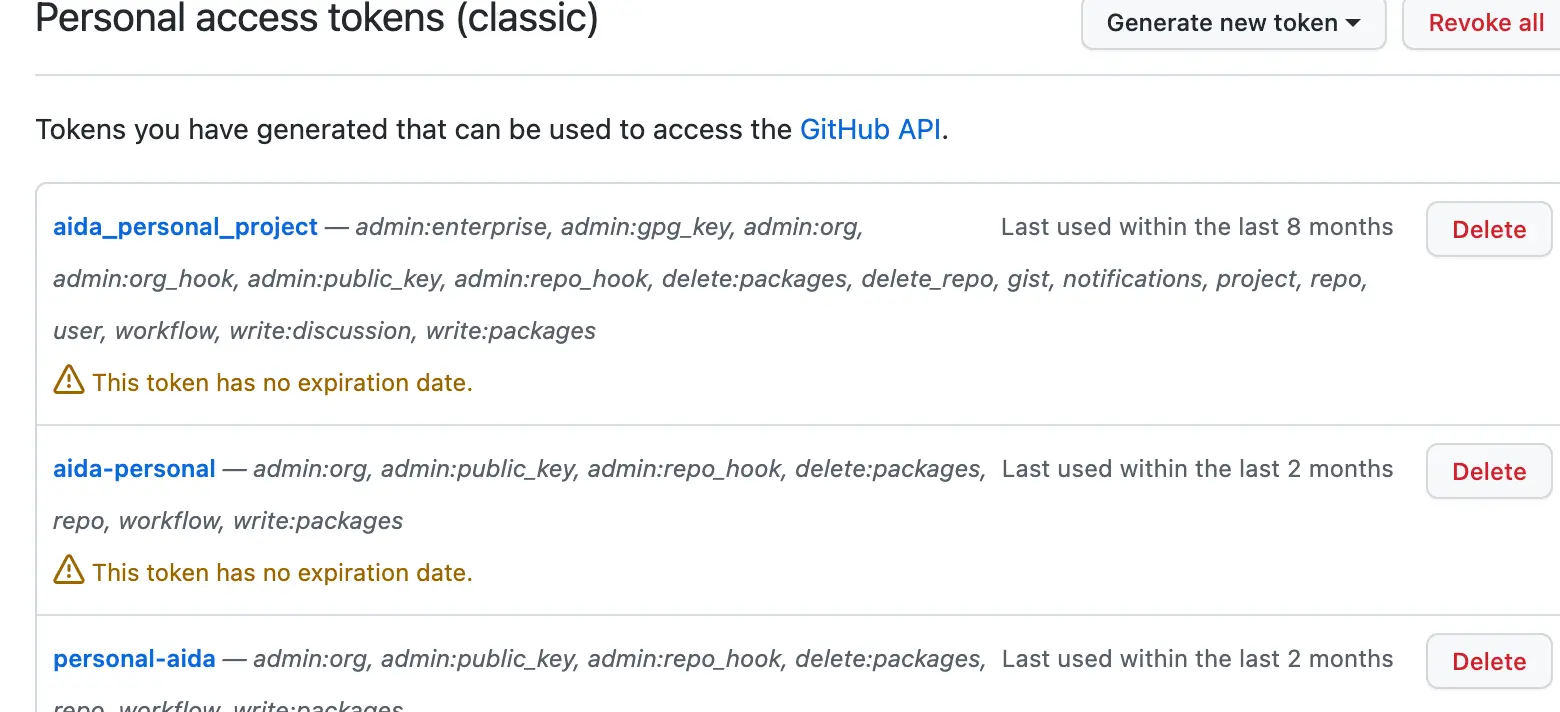 Personal access tokens (classic)
Generate new token
Revoke all
Tokens you have generated that can be used to access the GitHub API.
aida_personal_project — admin:enterprise, admin:gpg_key, admin:org,
Last used within the last 8 months
Delete
admin:org_hook, admin:public_key, admin:repo_hook, delete:packages, delete_repo, gist, notifications, project, repo,
user, workflow, write:discussion, write:packages
This token has no expiration date.
aida-personal — admin:org, admin:public_key, admin:repo_hook, delete:packages,
Last used within the last 2 months
Delete
repo, workflow, write:packages
This token has no expiration date.
personal-aida — admin:org, admin:public_key, admin:repo_hook, delete:packages,
Last used within the last 2 months
Delete
repo, workflow, write:packages